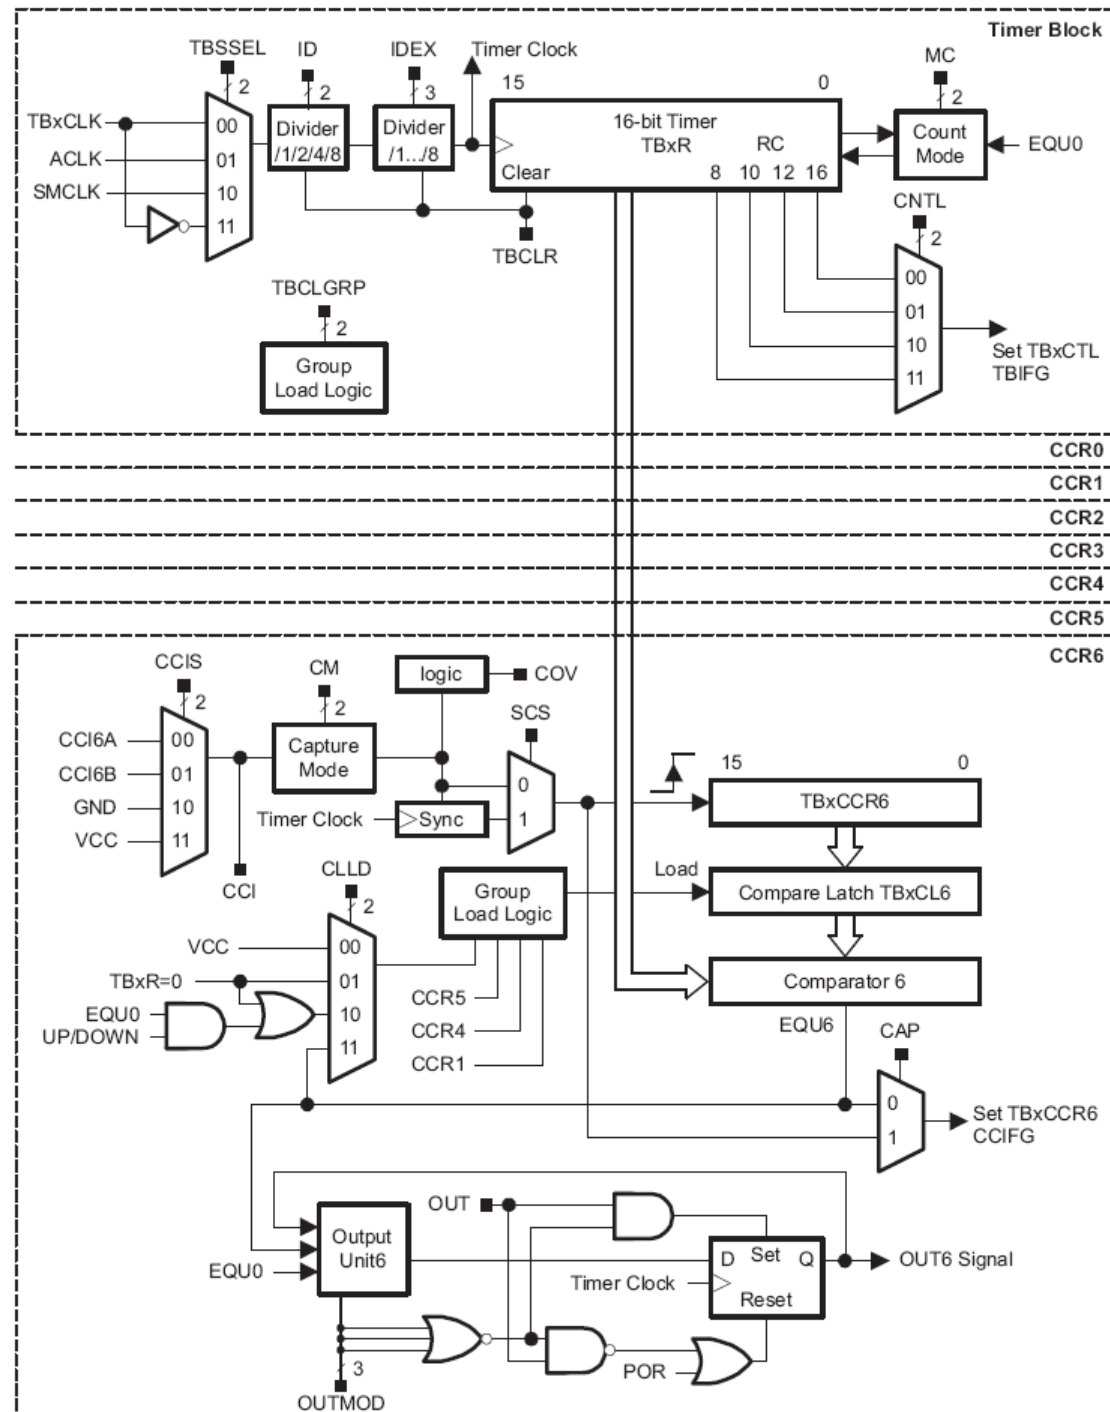 Timer Block
TBSSEL
ID
IDEX
Timer Clock
MC
2
2
3
15
0
2
TBxCLK
ACLK
SMCLK
00
01
10
11
Divider
/1/2/4/8
Divider
/1.../8
16-bit Timer
TBxR
RC
Clear
8
10
12
16
Count
Mode
EQU0
TBCLR
CNTL
2
00
01
10
11
Set TBxCTL
TBIFG
TBCLGRP
2
Group
Load Logic
CCR0
CCR1
CCR2
CCR3
CCR4
CCR5
CCR6
CCIS
2
CM
2
logic
COV
SCS
CCI6A
CCI6B
GND
VCC
00
01
10
11
Capture
Mode
Timer Clock
Sync
0
1
CCI
15
0
TBxCCR6
Load
Compare Latch TBxCL6
Comparator 6
EQU6
CLLD
2
Group
Load Logic
VCC
TBxR=0
EQU0
UP/DOWN
00
01
10
11
CCR5
CCR4
CCR1
CAP
0
1
Set TBxCCR6
CCIFG
OUT
Output
Unit6
EQU0
Timer Clock
D
Set
Q
Reset
OUT6 Signal
POR
3
OUTMOD